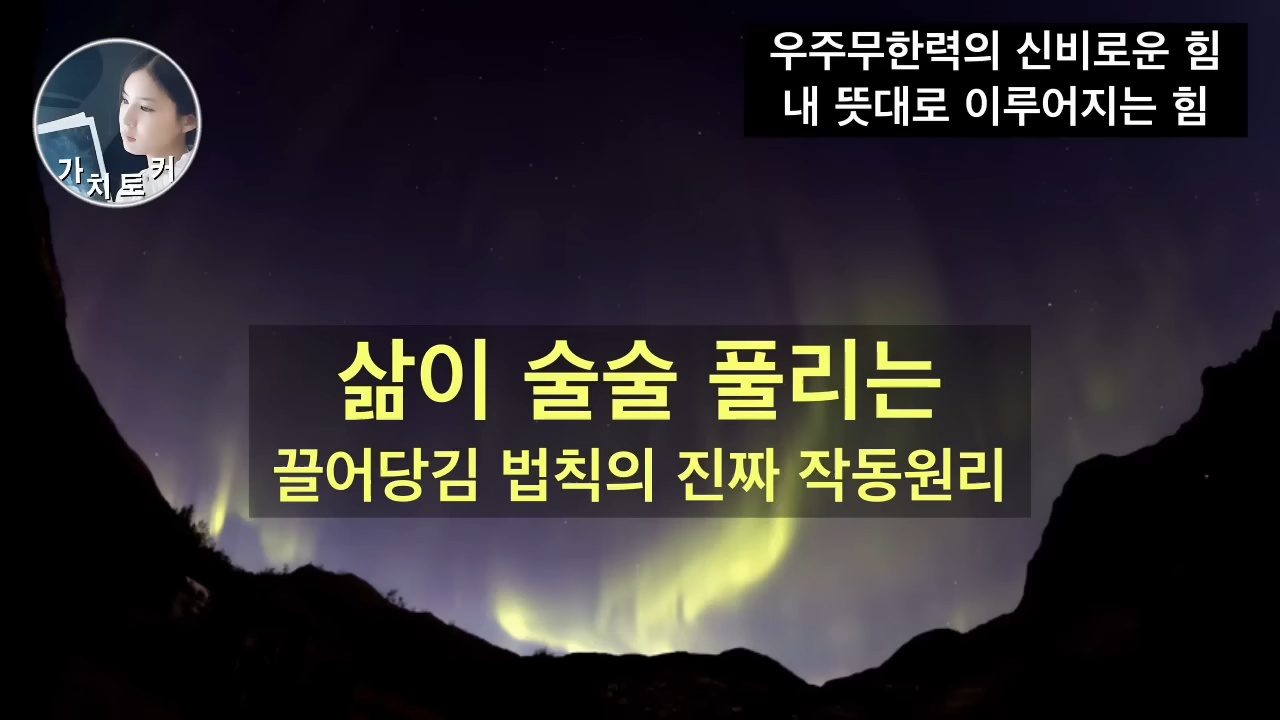 우주무한력의 신비로운 힘
내 뜻대로 이루어지는 힘
가치토커
삶이 술술 풀리는
끌어당김 법칙의 진짜 작동원리